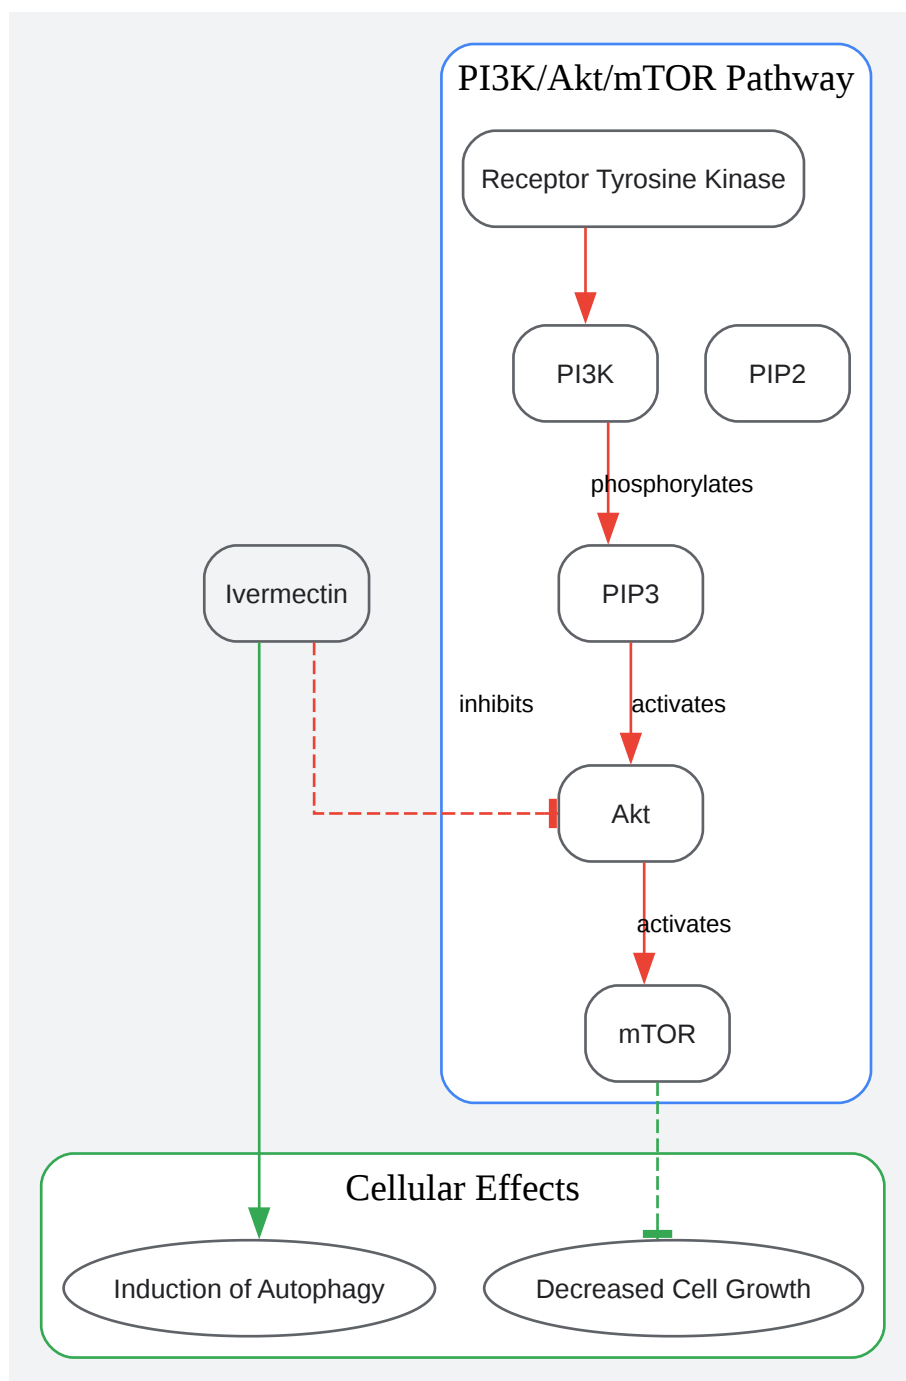 PI3K/Akt/mTOR Pathway
Receptor Tyrosine Kinase
PI3K
PIP2
phosphorylates
Ivermectin
PIP3
inhibits
activates
Akt
activates
mTOR
Cellular Effects
Induction of Autophagy
Decreased Cell Growth